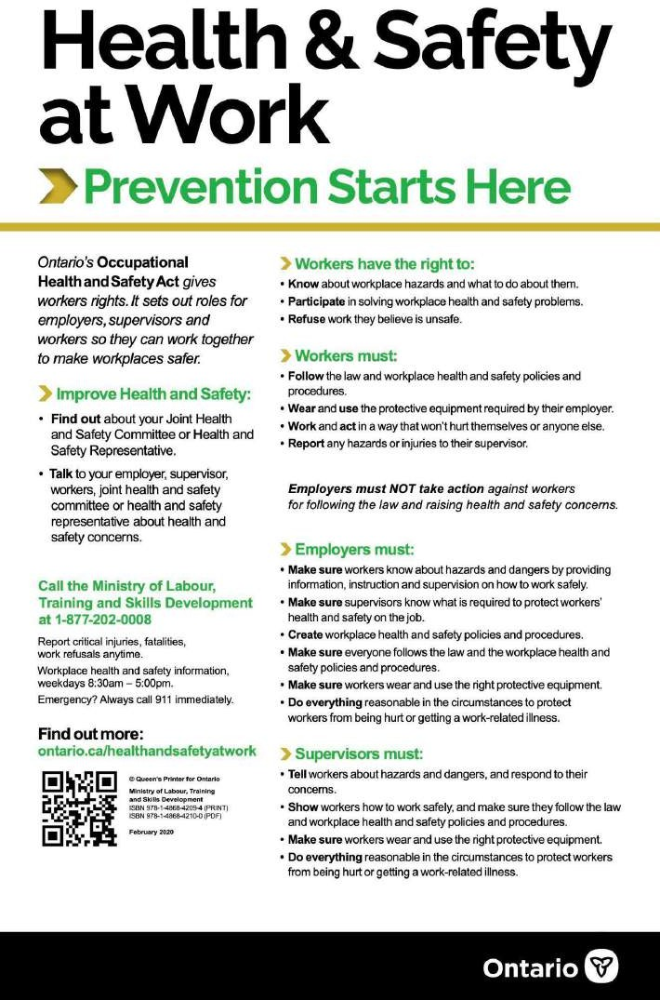 Health & Safety
at Work
Prevention Starts Here
Ontario's Occupational
Health and Safety Act gives
workers rights. It sets out roles for
employers, supervisors and
workers so they can work together
to make workplaces safer.
Improve Health and Safety:
• Find out about your Joint Health
and Safety Committee or Health and
Safety Representative.
• Talk to your employer, supervisor,
workers, joint health and safety
committee or health and safety
representative about health and
safety concerns.
Call the Ministry of Labour,
Training and Skills Development
at 1-877-202-0008
Report critical injuries, fatalities,
work refusals anytime.
Workplace health and safety information,
weekdays 8:30am – 5:00pm.
Emergency? Always call 911 immediately.
Find out more:
ontario.ca/healthandsafetyatwork
© Queen's Printer for Ontario
Ministry of Labour, Training
and Skills Development
ISBN 978-1-4868-4209-4 (PRINT)
ISBN 978-1-4868-4210-0 (PDF)
February 2020
Workers have the right to:
• Know about workplace hazards and what to do about them.
• Participate in solving workplace health and safety problems.
• Refuse work they believe is unsafe.
Workers must:
• Follow the law and workplace health and safety policies and
procedures.
• Wear and use the protective equipment required by their employer.
• Work and act in a way that won't hurt themselves or anyone else.
• Report any hazards or injuries to their supervisor.
Employers must NOT take action against workers
for following the law and raising health and safety concerns.
Employers must:
• Make sure workers know about hazards and dangers by providing
information, instruction and supervision on how to work safely.
• Make sure supervisors know what is required to protect workers'
health and safety on the job.
• Create workplace health and safety policies and procedures.
• Make sure everyone follows the law and the workplace health and
safety policies and procedures.
• Make sure workers wear and use the right protective equipment.
• Do everything reasonable in the circumstances to protect
workers from being hurt or getting a work-related illness.
Supervisors must:
• Tell workers about hazards and dangers, and respond to their
concerns.
• Show workers how to work safely, and make sure they follow the law
and workplace health and safety policies and procedures.
• Make sure workers wear and use the right protective equipment.
• Do everything reasonable in the circumstances to protect workers
from being hurt or getting a work-related illness.
Ontario